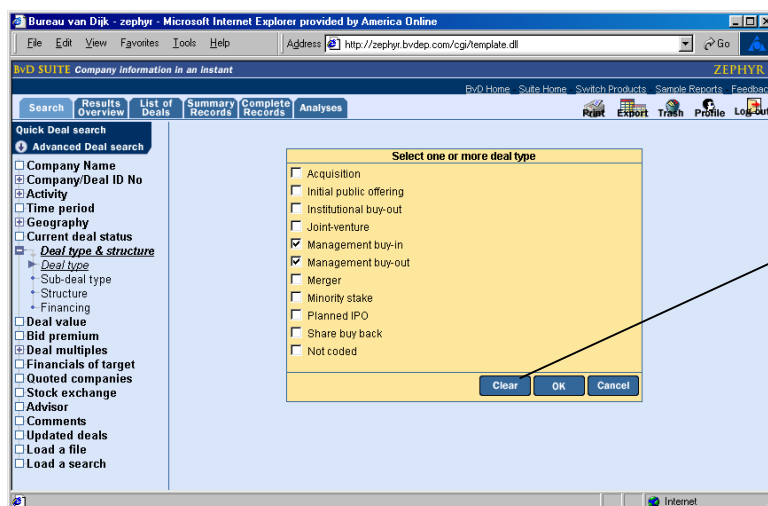 Bureau van Dijk - zephyr - Microsoft Internet Explorer provided by America Online
File Edit View Favorites Tools Help Address http://zephyr.bvdep.com/cgi/template.dll Go
BvD SUITE Company information in an instant ZEPHYR
BvD Home Suite Home Switch Products Sample Reports Feedbac
Search Results Overview List of Deals Summary Records Complete Records Analyses Print Export Trash Profile Log out
Quick Deal search
Advanced Deal search
Company Name
Company/Deal ID No
Activity
Time period
Geography
Current deal status
Deal type & structure
Deal type
Sub-deal type
Structure
Financing
Deal value
Bid premium
Deal multiples
Financials of target
Quoted companies
Stock exchange
Advisor
Comments
Updated deals
Load a file
Load a search
Select one or more deal type
Acquisition
Initial public offering
Institutional buy-out
Joint-venture
Management buy-in
Management buy-out
Merger
Minority stake
Planned IPO
Share buy back
Not coded
Clear OK Cancel
Internet